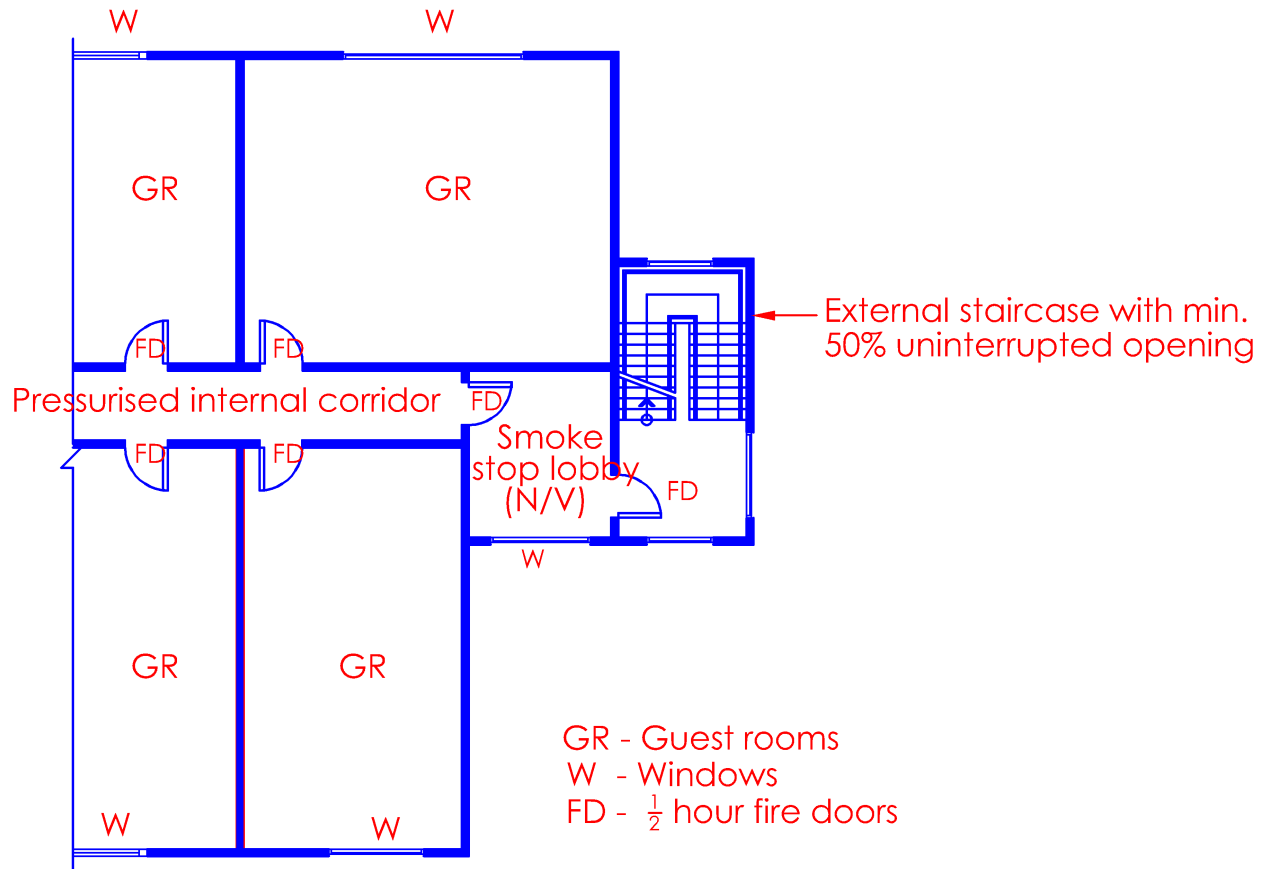 W
W
GR
GR
External staircase with min.
50% uninterrupted opening
FD
FD
Pressurised internal corridor
FD
Smoke
stop lobby
(N/V)
FD
FD
FD
W
GR
GR
GR - Guest rooms
W - Windows
FD - 1/2 hour fire doors
W
W